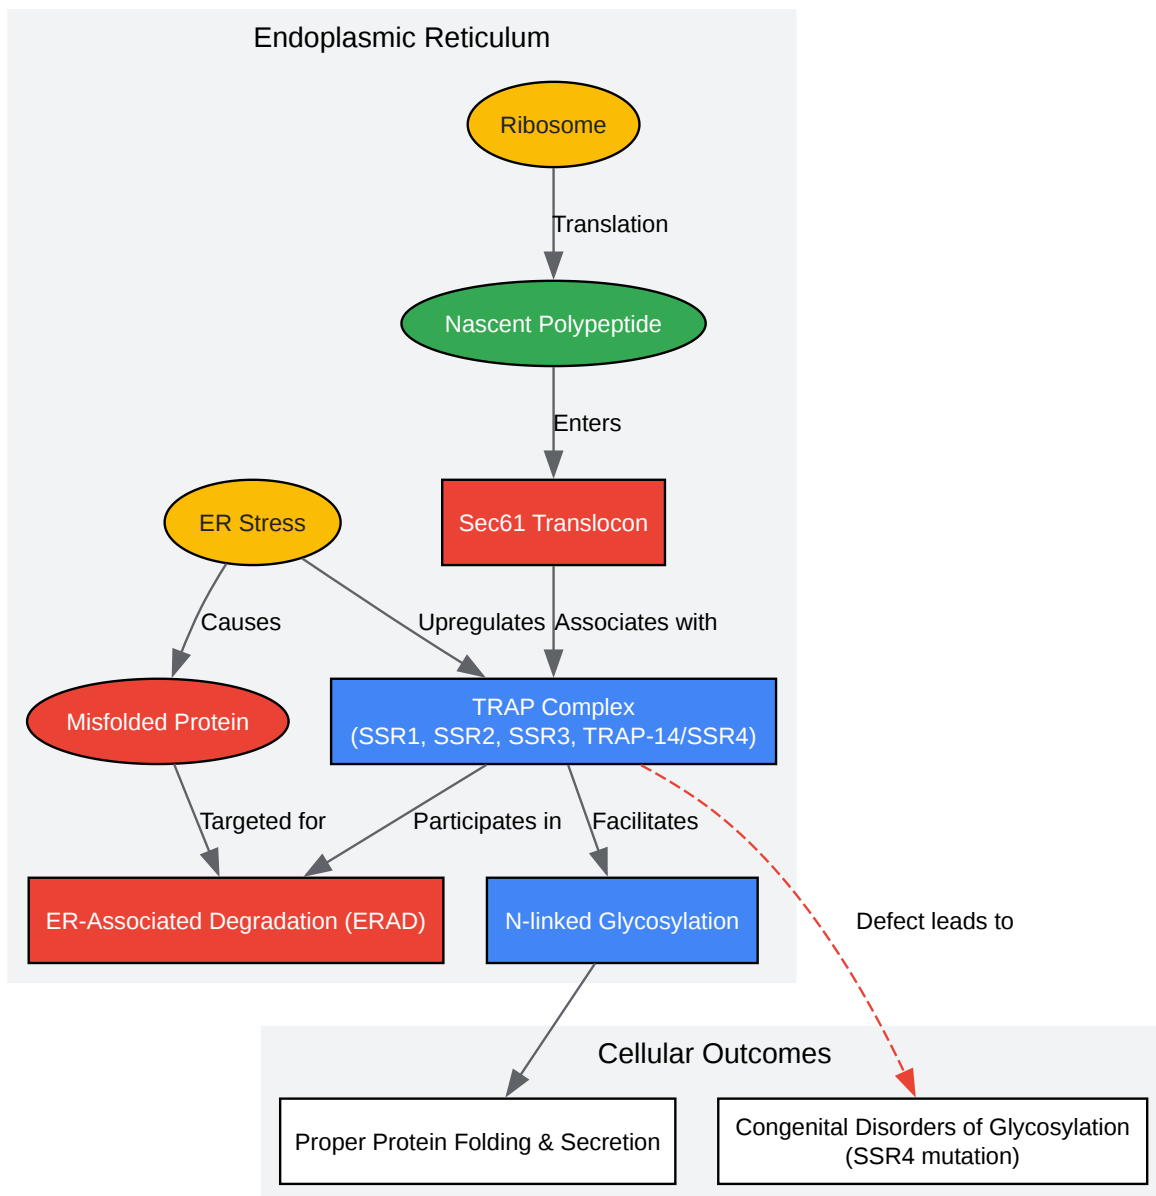 Endoplasmic Reticulum
Ribosome
Translation
Nascent Polypeptide
Enters
ER Stress
Sec61 Translocon
Causes
Upregulates
Associates with
Misfolded Protein
TRAP Complex
(SSR1, SSR2, SSR3, TRAP-14/SSR4)
Targeted for
Participates in
Facilitates
ER-Associated Degradation (ERAD)
N-linked Glycosylation
Defect leads to
Cellular Outcomes
Proper Protein Folding & Secretion
Congenital Disorders of Glycosylation
(SSR4 mutation)